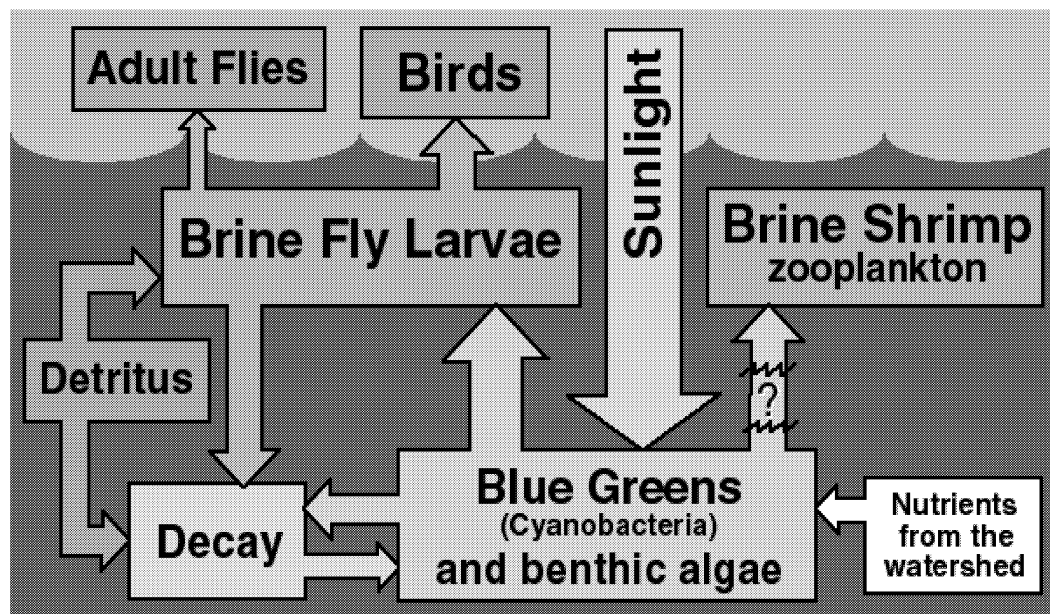 Adult Flies
Birds
Sunlight
Brine Fly Larvae
Brine Shrimp
zooplankton
Detritus
?
Decay
Blue Greens
(Cyanobacteria)
and benthic algae
Nutrients
from the
watershed